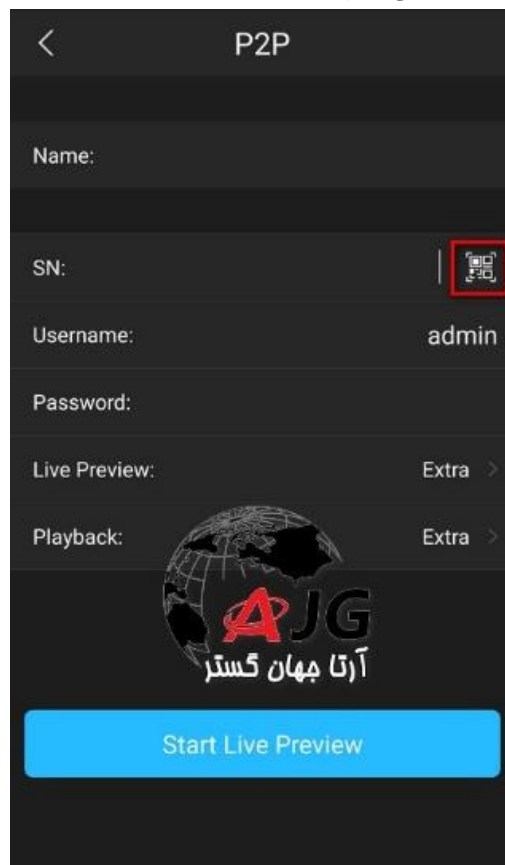 P2P
Name:
SN:
Username: admin
Password:
Live Preview: Extra
Playback: Extra
AJG
آرتا جهان گستر
Start Live Preview